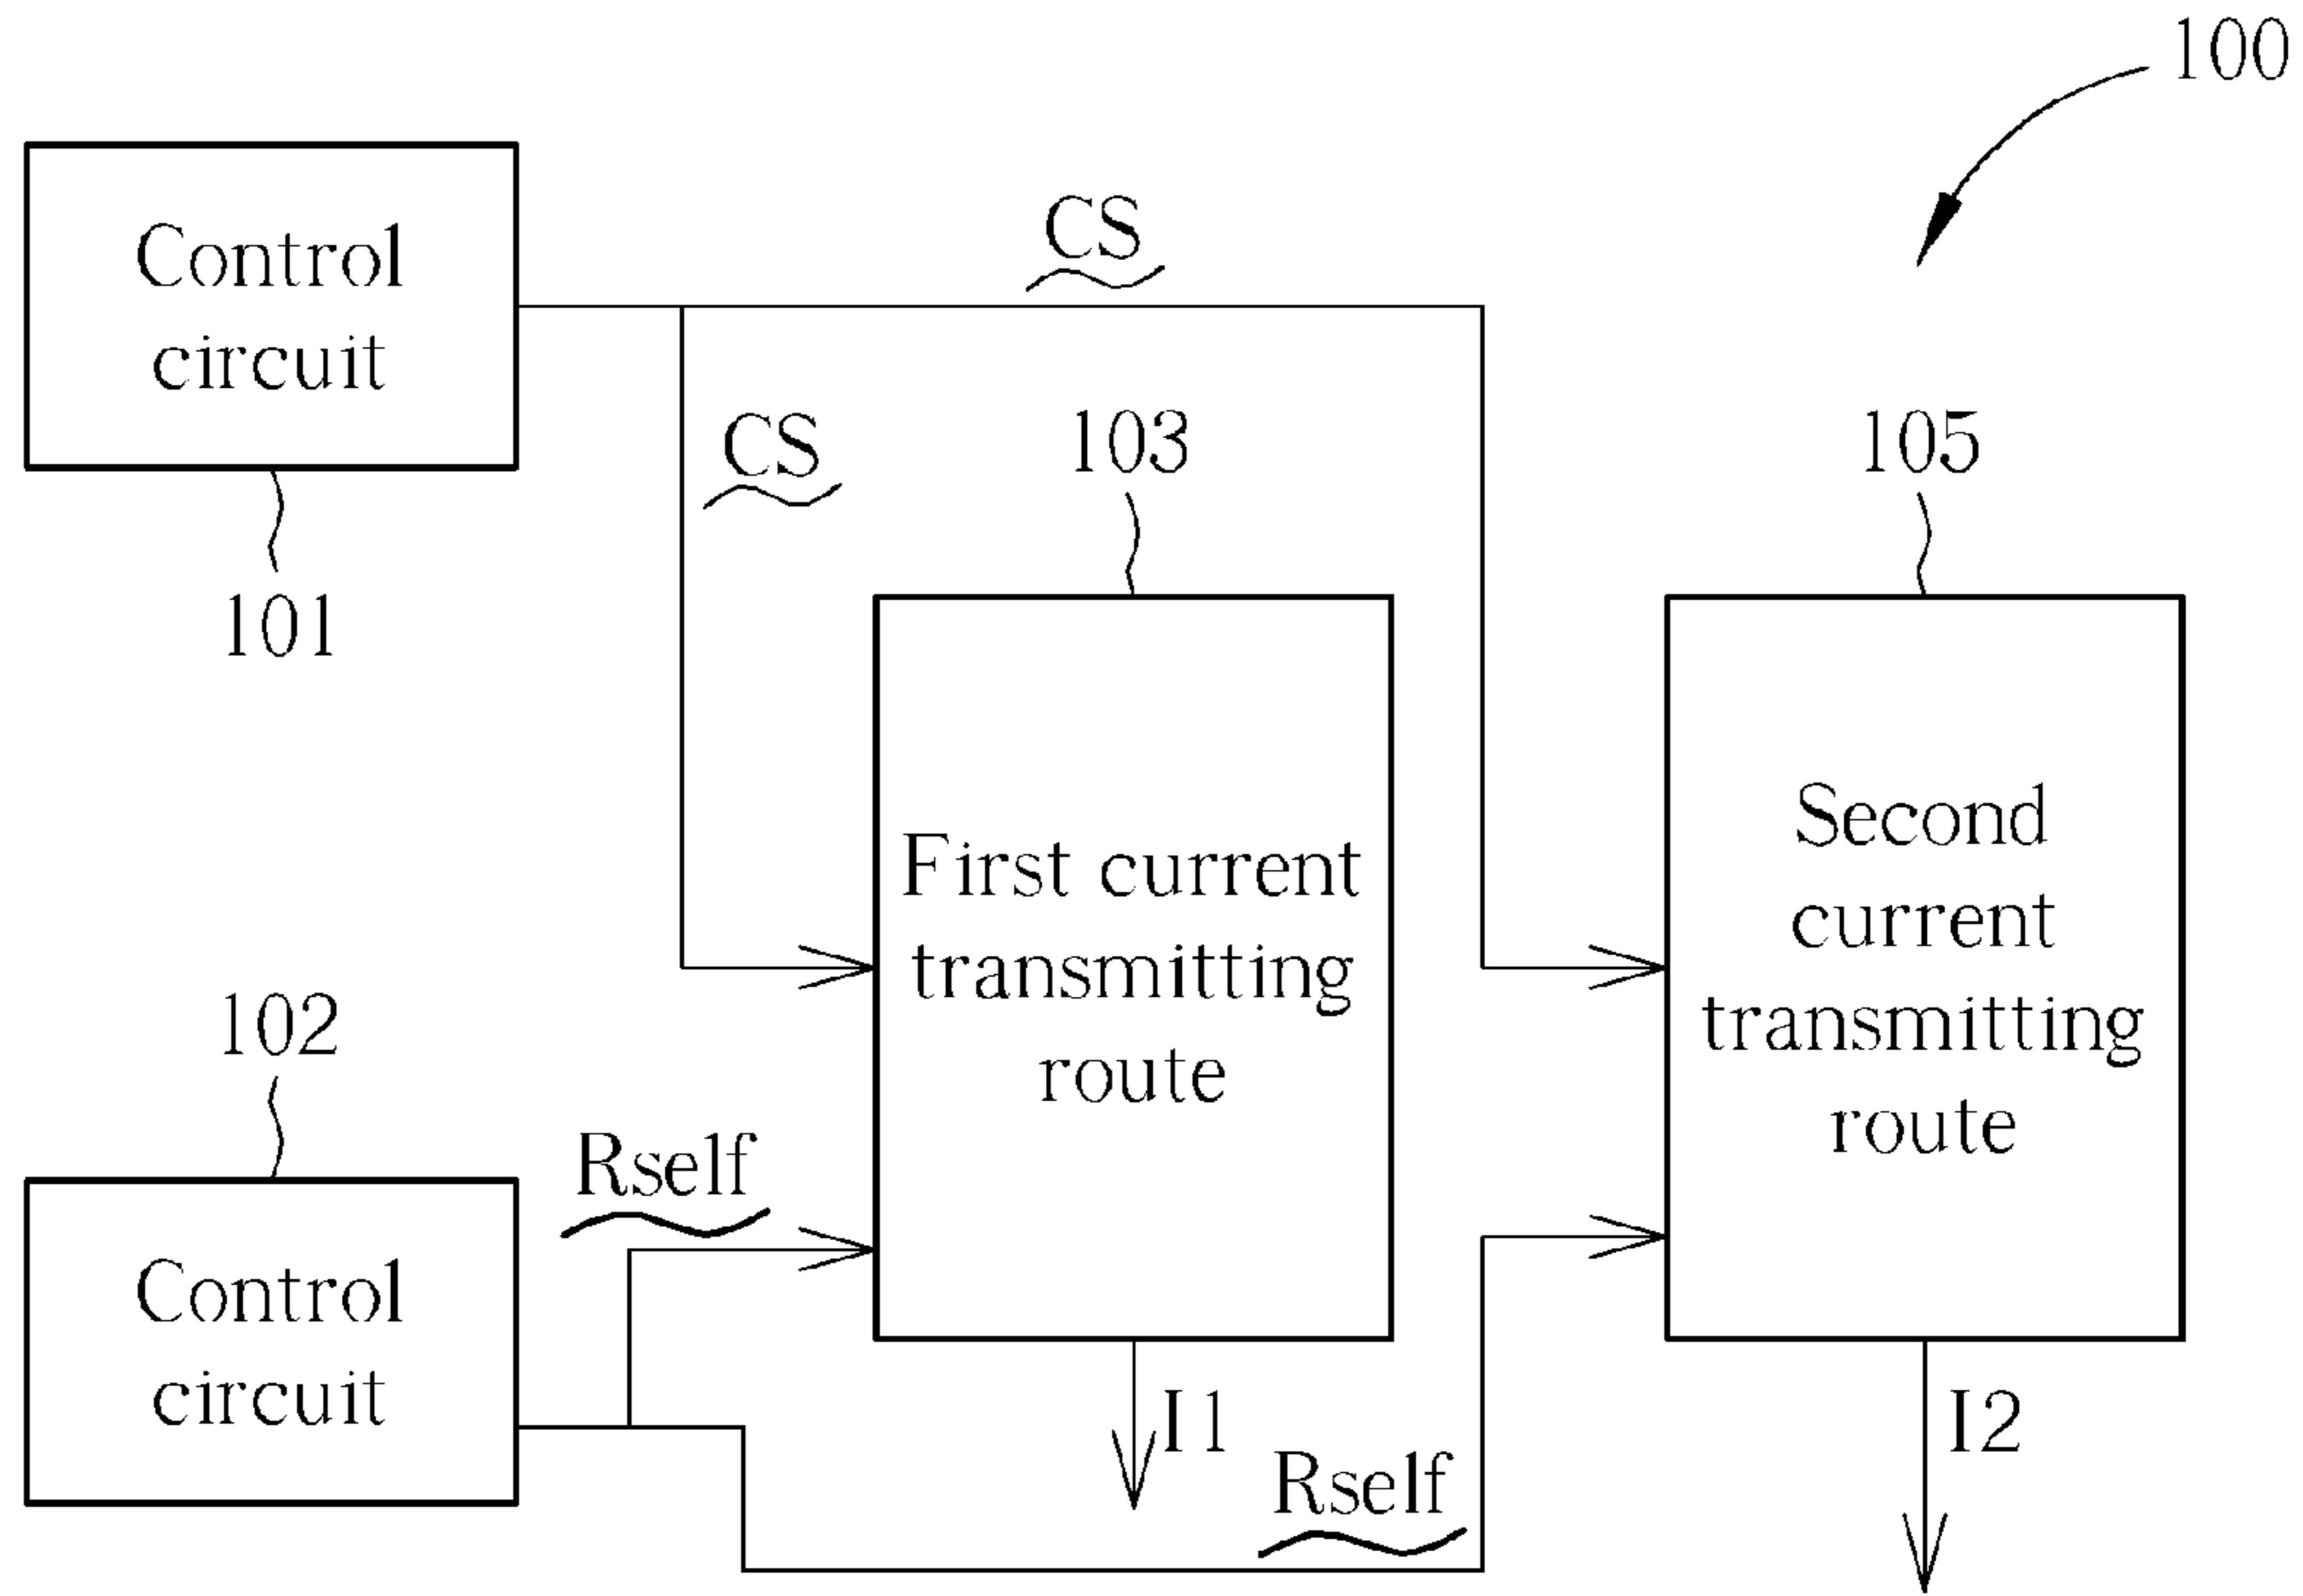 100
Control
circuit
CS
CS
103
105
101
First current
transmitting
route
Second
current
transmitting
route
102
Rself
Control
circuit
I1
I2
Rself